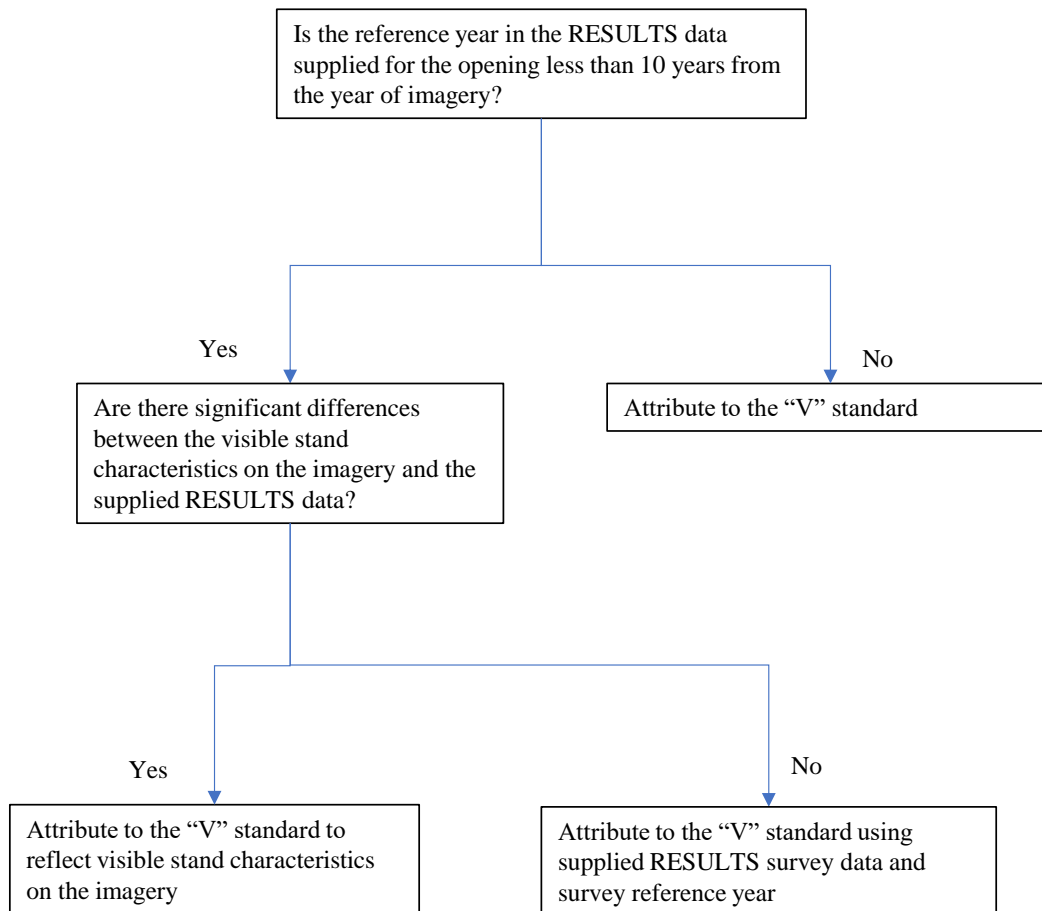 Is the reference year in the RESULTS data
supplied for the opening less than 10 years from
the year of imagery?
Yes
No
Are there significant differences
between the visible stand
characteristics on the imagery and the
supplied RESULTS data?
Attribute to the “V” standard
Yes
No
Attribute to the “V” standard to
reflect visible stand characteristics
on the imagery
Attribute to the “V” standard using
supplied RESULTS survey data and
survey reference year